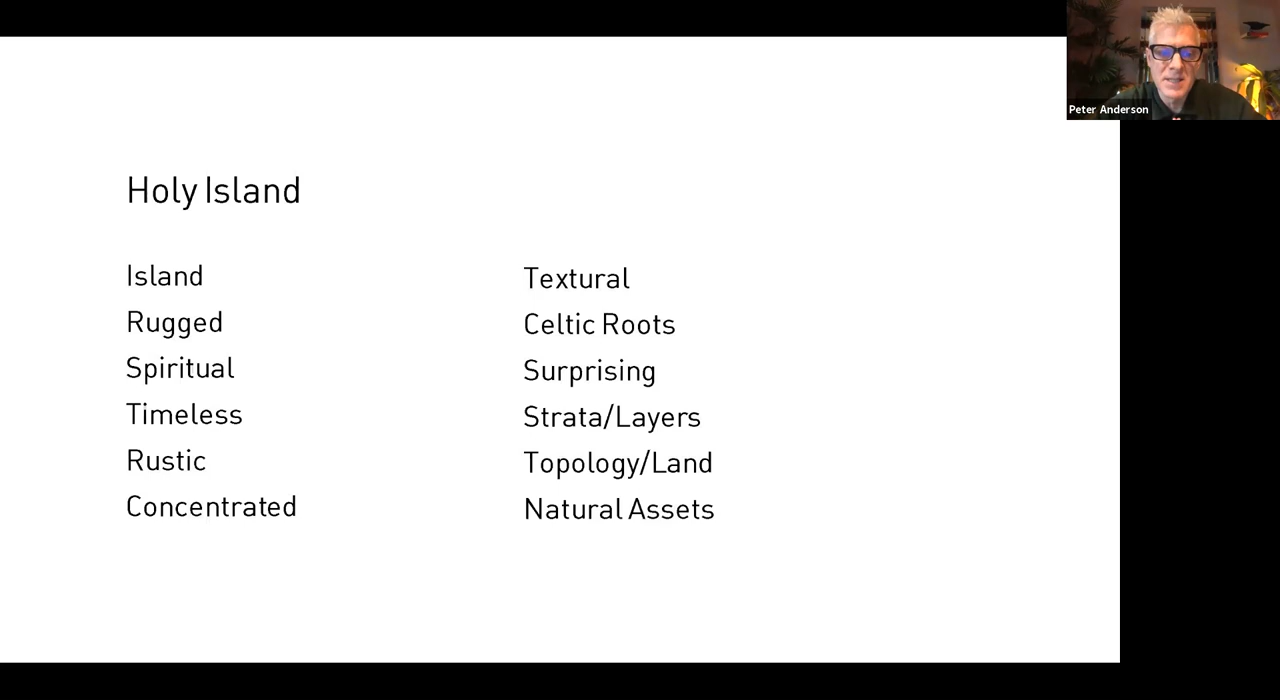 Peter Anderson
Holy Island
Island
Rugged
Spiritual
Timeless
Rustic
Concentrated
Textural
Celtic Roots
Surprising
Strata/Layers
Topology/Land
Natural Assets